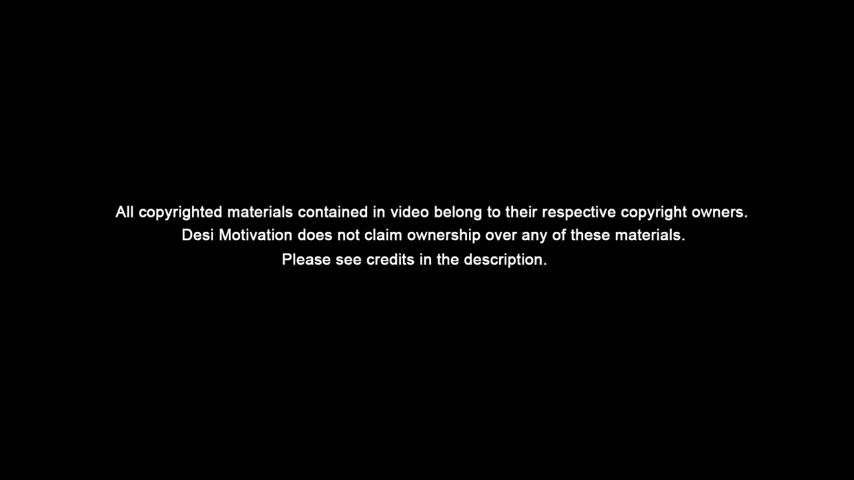 All copyrighted materials contained in video belong to their respective copyright owners.
Desi Motivation does not claim ownership over any of these materials.
Please see credits in the description.